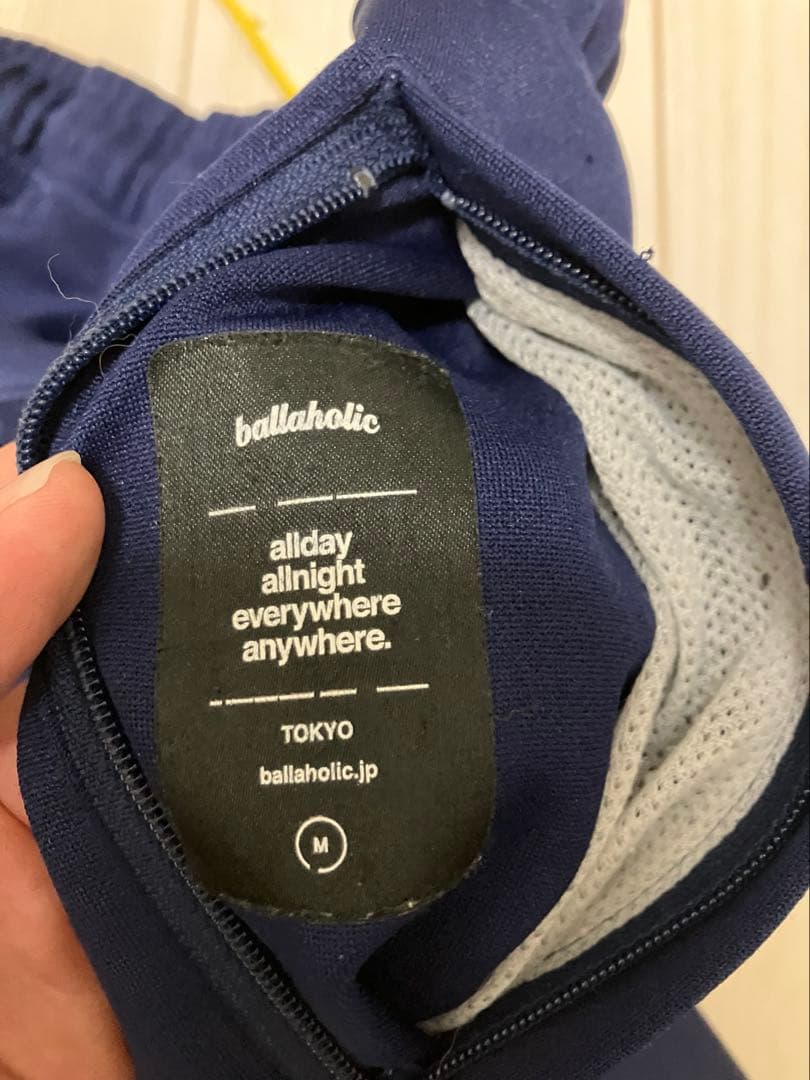 ballaholic
allday
allnight
everywhere
anywhere.
TOKYO
ballaholic.jp
M